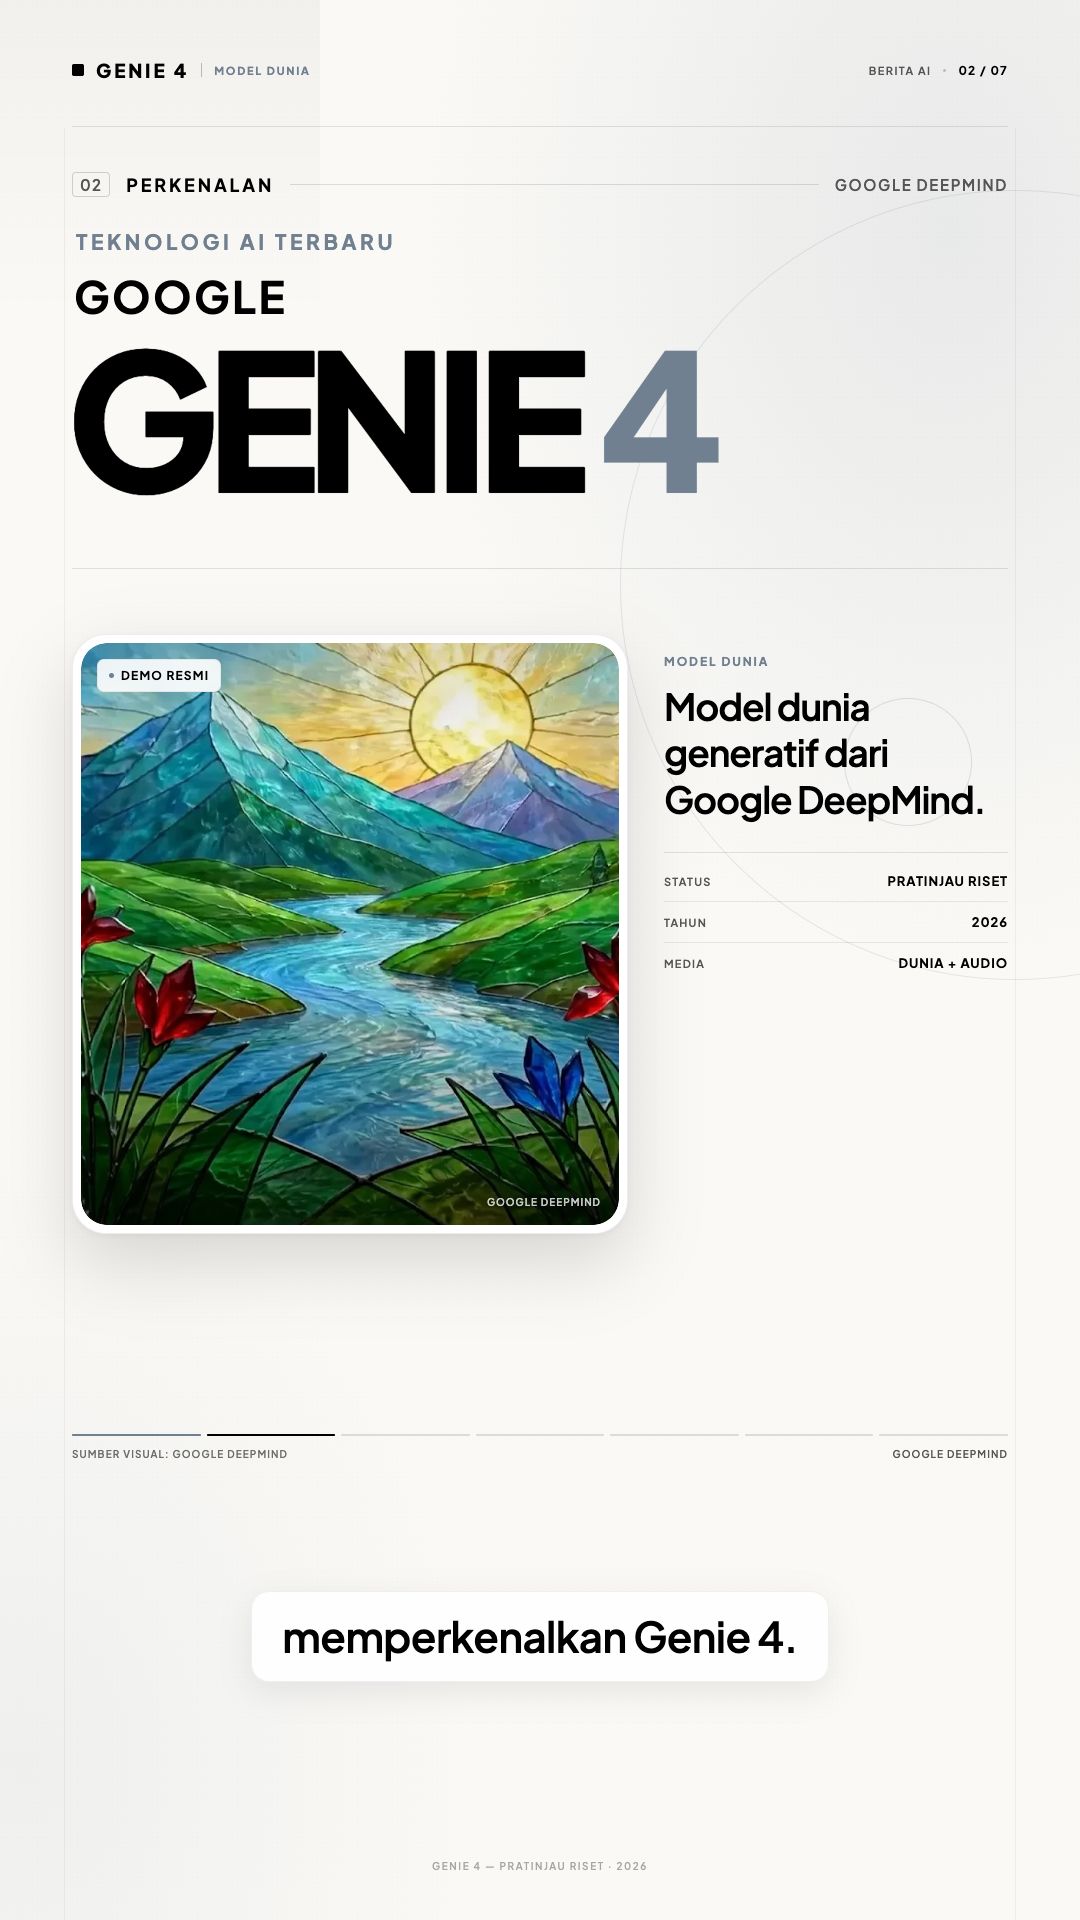 GENIE 4 | MODEL DUNIA
BERITA AI • 02 / 07
02 PERKENALAN
GOOGLE DEEPMIND
TEKNOLOGI AI TERBARU
GOOGLE
GENIE 4
• DEMO RESMI
GOOGLE DEEPMIND
MODEL DUNIA
Model dunia
generatif dari
Google DeepMind.
STATUS PRATINJAU RISET
TAHUN 2026
MEDIA DUNIA + AUDIO
SUMBER VISUAL: GOOGLE DEEPMIND
GOOGLE DEEPMIND
memperkenalkan Genie 4.
GENIE 4 — PRATINJAU RISET · 2026